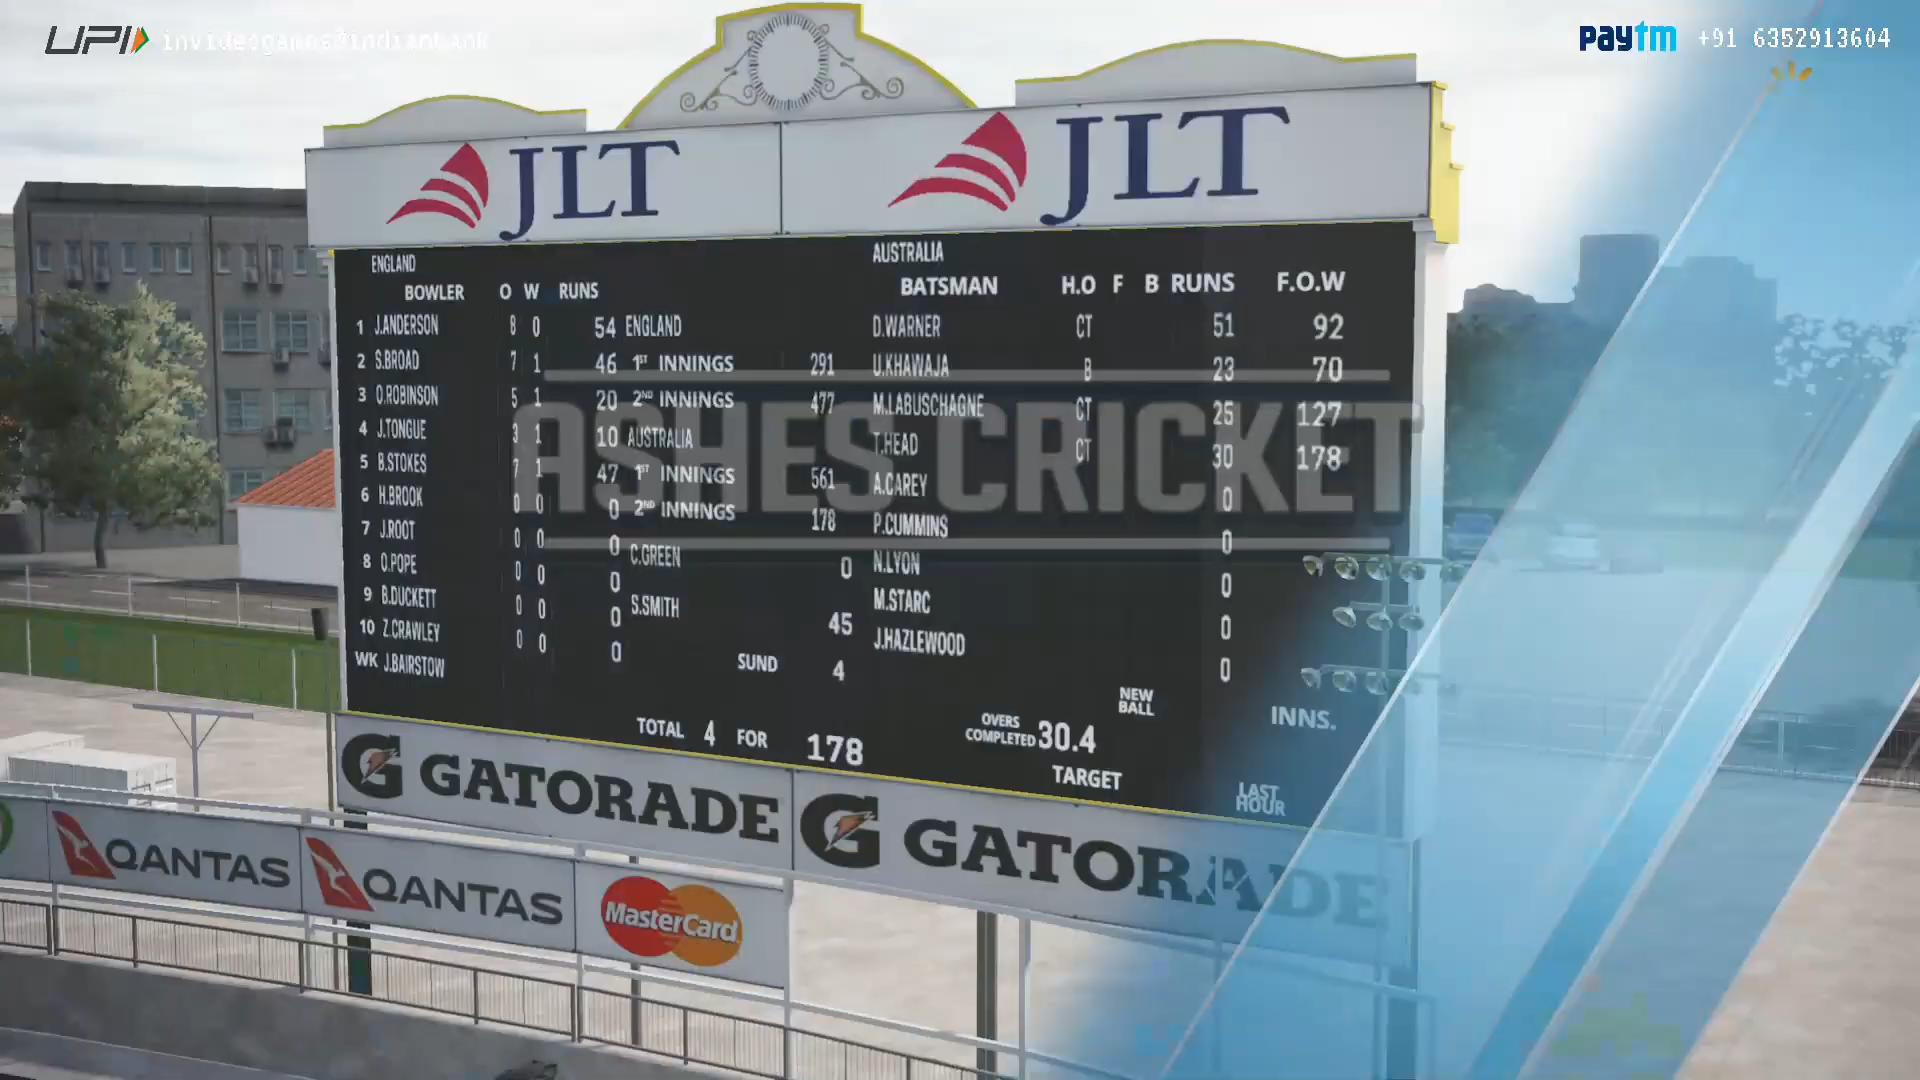 UPI invideogames@indianbank
paytm +91 6352913604
JLT JLT
ENGLAND
BOWLER O W RUNS
1 J.ANDERSON 8 0 54
2 S.BROAD 7 1 46
3 O.ROBINSON 5 1 20
4 J.TONGUE 3 1 10
5 B.STOKES 7 1 47
6 H.BROOK 0 0 0
7 J.ROOT 0 0 0
8 O.POPE 0 0 0
9 B.DUCKETT 0 0 0
10 Z.CRAWLEY 0 0 0
WK J.BAIRSTOW
ENGLAND
1ST INNINGS 291
2ND INNINGS 477
AUSTRALIA
1ST INNINGS 561
2ND INNINGS 178
C.GREEN 0
S.SMITH 45
SUND 4
TOTAL 4 FOR 178
AUSTRALIA
BATSMAN H.O F B RUNS F.O.W
D.WARNER CT 51 92
U.KHAWAJA B 23 70
M.LABUSCHAGNE CT 25 127
T.HEAD CT 30 178
A.CAREY 0
P.CUMMINS 0
N.LYON 0
M.STARC 0
J.HAZLEWOOD 0
NEW BALL
OVERS COMPLETED 30.4
INNS.
TARGET
LAST HOUR
ASHES CRICKET
G GATORADE G GATORADE
QANTAS QANTAS MasterCard